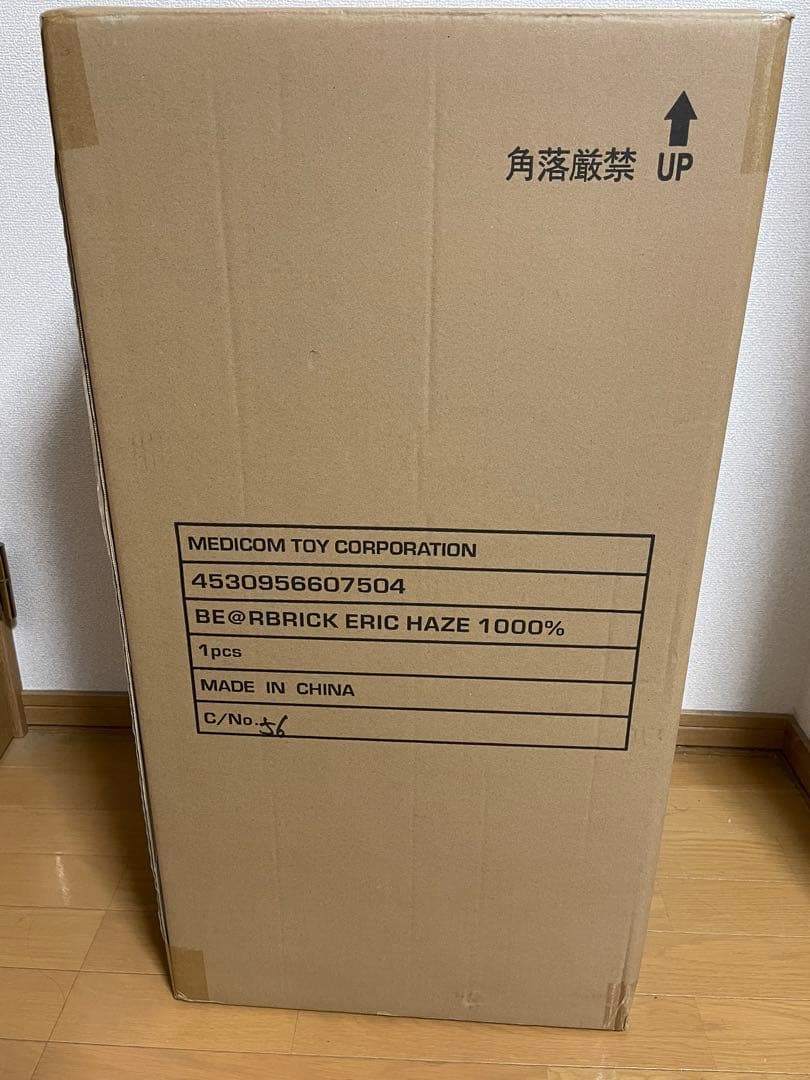 角落厳禁 UP
MEDICOM TOY CORPORATION
4530956607504
BE@RBRICK ERIC HAZE 1000%
1pcs
MADE IN CHINA
C/No.56